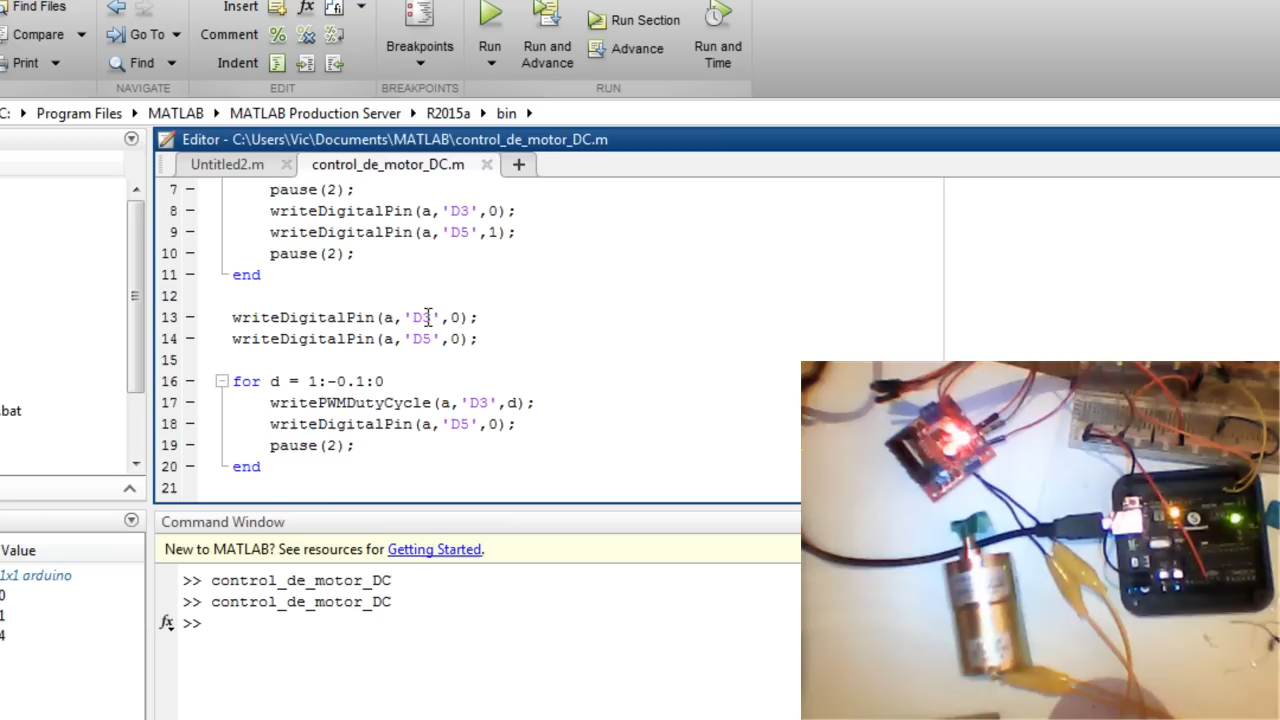 Find Files
Insert fx
Compare Go To Comment % Breakpoints Run Run and Advance Run Section Advance Run and Time
Print Find Indent
NAVIGATE EDIT BREAKPOINTS RUN
C: Program Files MATLAB MATLAB Production Server R2015a bin
Editor - C:\Users\Vic\Documents\MATLAB\control_de_motor_DC.m
Untitled2.m control_de_motor_DC.m +
7 - pause(2);
8 - writeDigitalPin(a,'D3',0);
9 - writeDigitalPin(a,'D5',1);
10 - pause(2);
11 - end
12
13 - writeDigitalPin(a,'D3',0);
14 - writeDigitalPin(a,'D5',0);
15
16 - for d = 1:-0.1:0
17 - writePWMDutyCycle(a,'D3',d);
18 - writeDigitalPin(a,'D5',0);
19 - pause(2);
20 - end
21
.bat
Command Window
New to MATLAB? See resources for Getting Started.
>> control_de_motor_DC
>> control_de_motor_DC
fx >>
Value
1x1 arduino
0
1
4